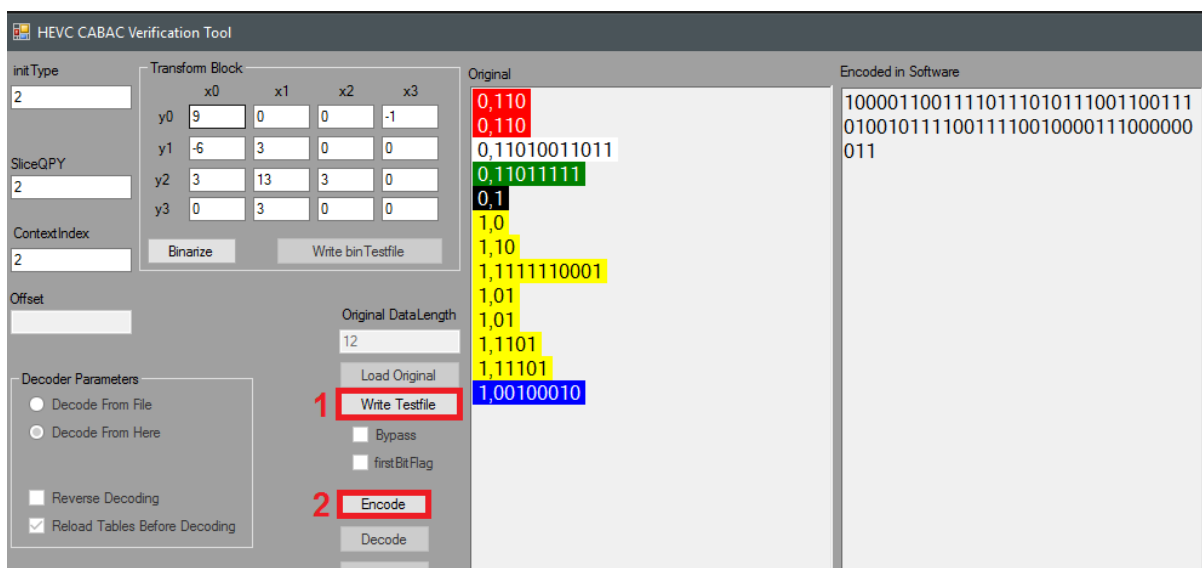 HEVC CABAC Verification Tool
initType
2
SliceQPY
2
ContextIndex
2
Offset
Transform Block
x0 x1 x2 x3
y0 9 0 0 -1
y1 -6 3 0 0
y2 3 13 3 0
y3 0 3 0 0
Binarize Write binTestfile
Original DataLength
12
Load Original
1 Write Testfile
Bypass
firstBitFlag
2 Encode
Decode
Decoder Parameters
Decode From File
Decode From Here
Reverse Decoding
Reload Tables Before Decoding
Original
0,110
0,110
0,11010011011
0,11011111
0,1
1,0
1,10
1,1111110001
1,01
1,01
1,1101
1,11101
1,00100010
Encoded in Software
1000011001111011101011100110011​1
0100101111001111001000011100000​0
011